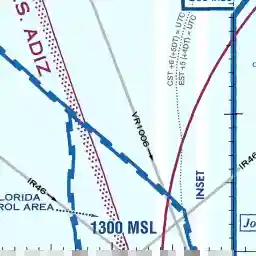 S. ADIZ
CST +6 (+5DT) = UTC
EST +5 (+4DT) = UTC
VR1006
IR46
IR46
INSET
LORIDA
ROL AREA
1300 MSL
Jo